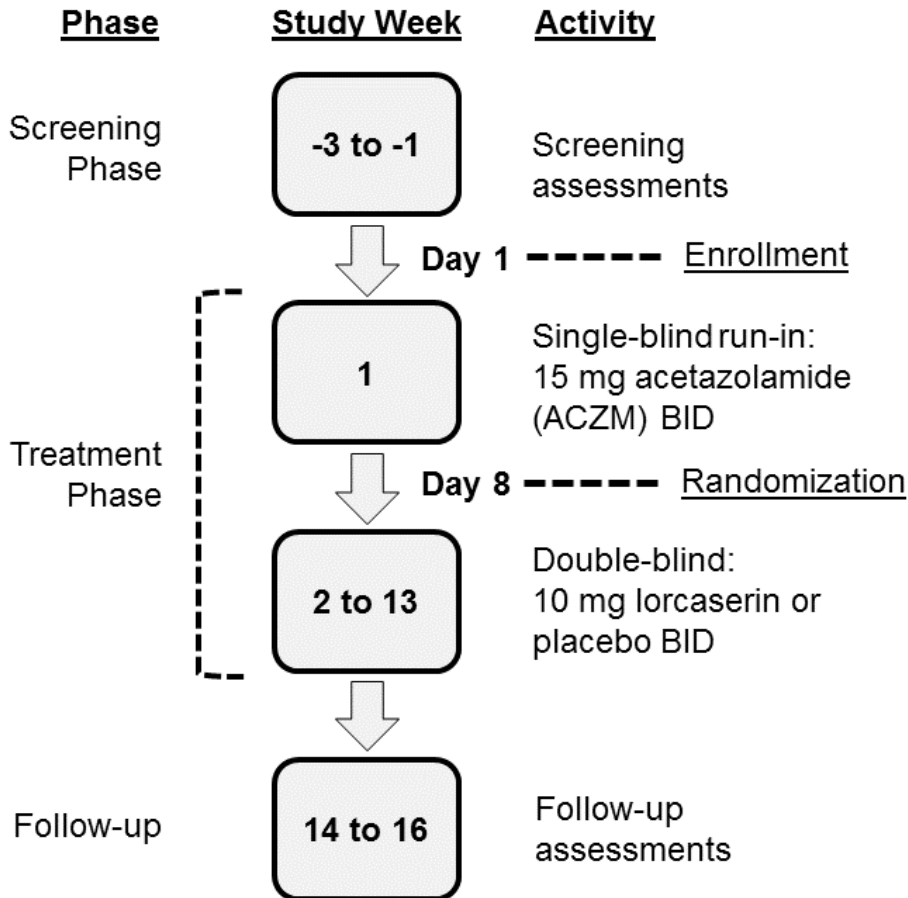 Phase Study Week Activity
Screening
Phase
-3 to -1
Screening
assessments
Day 1
Enrollment
Treatment
Phase
1
Single-blind run-in:
15 mg acetazolamide
(ACZM) BID
Day 8
Randomization
2 to 13
Double-blind:
10 mg lorcaserin or
placebo BID
Follow-up
14 to 16
Follow-up
assessments